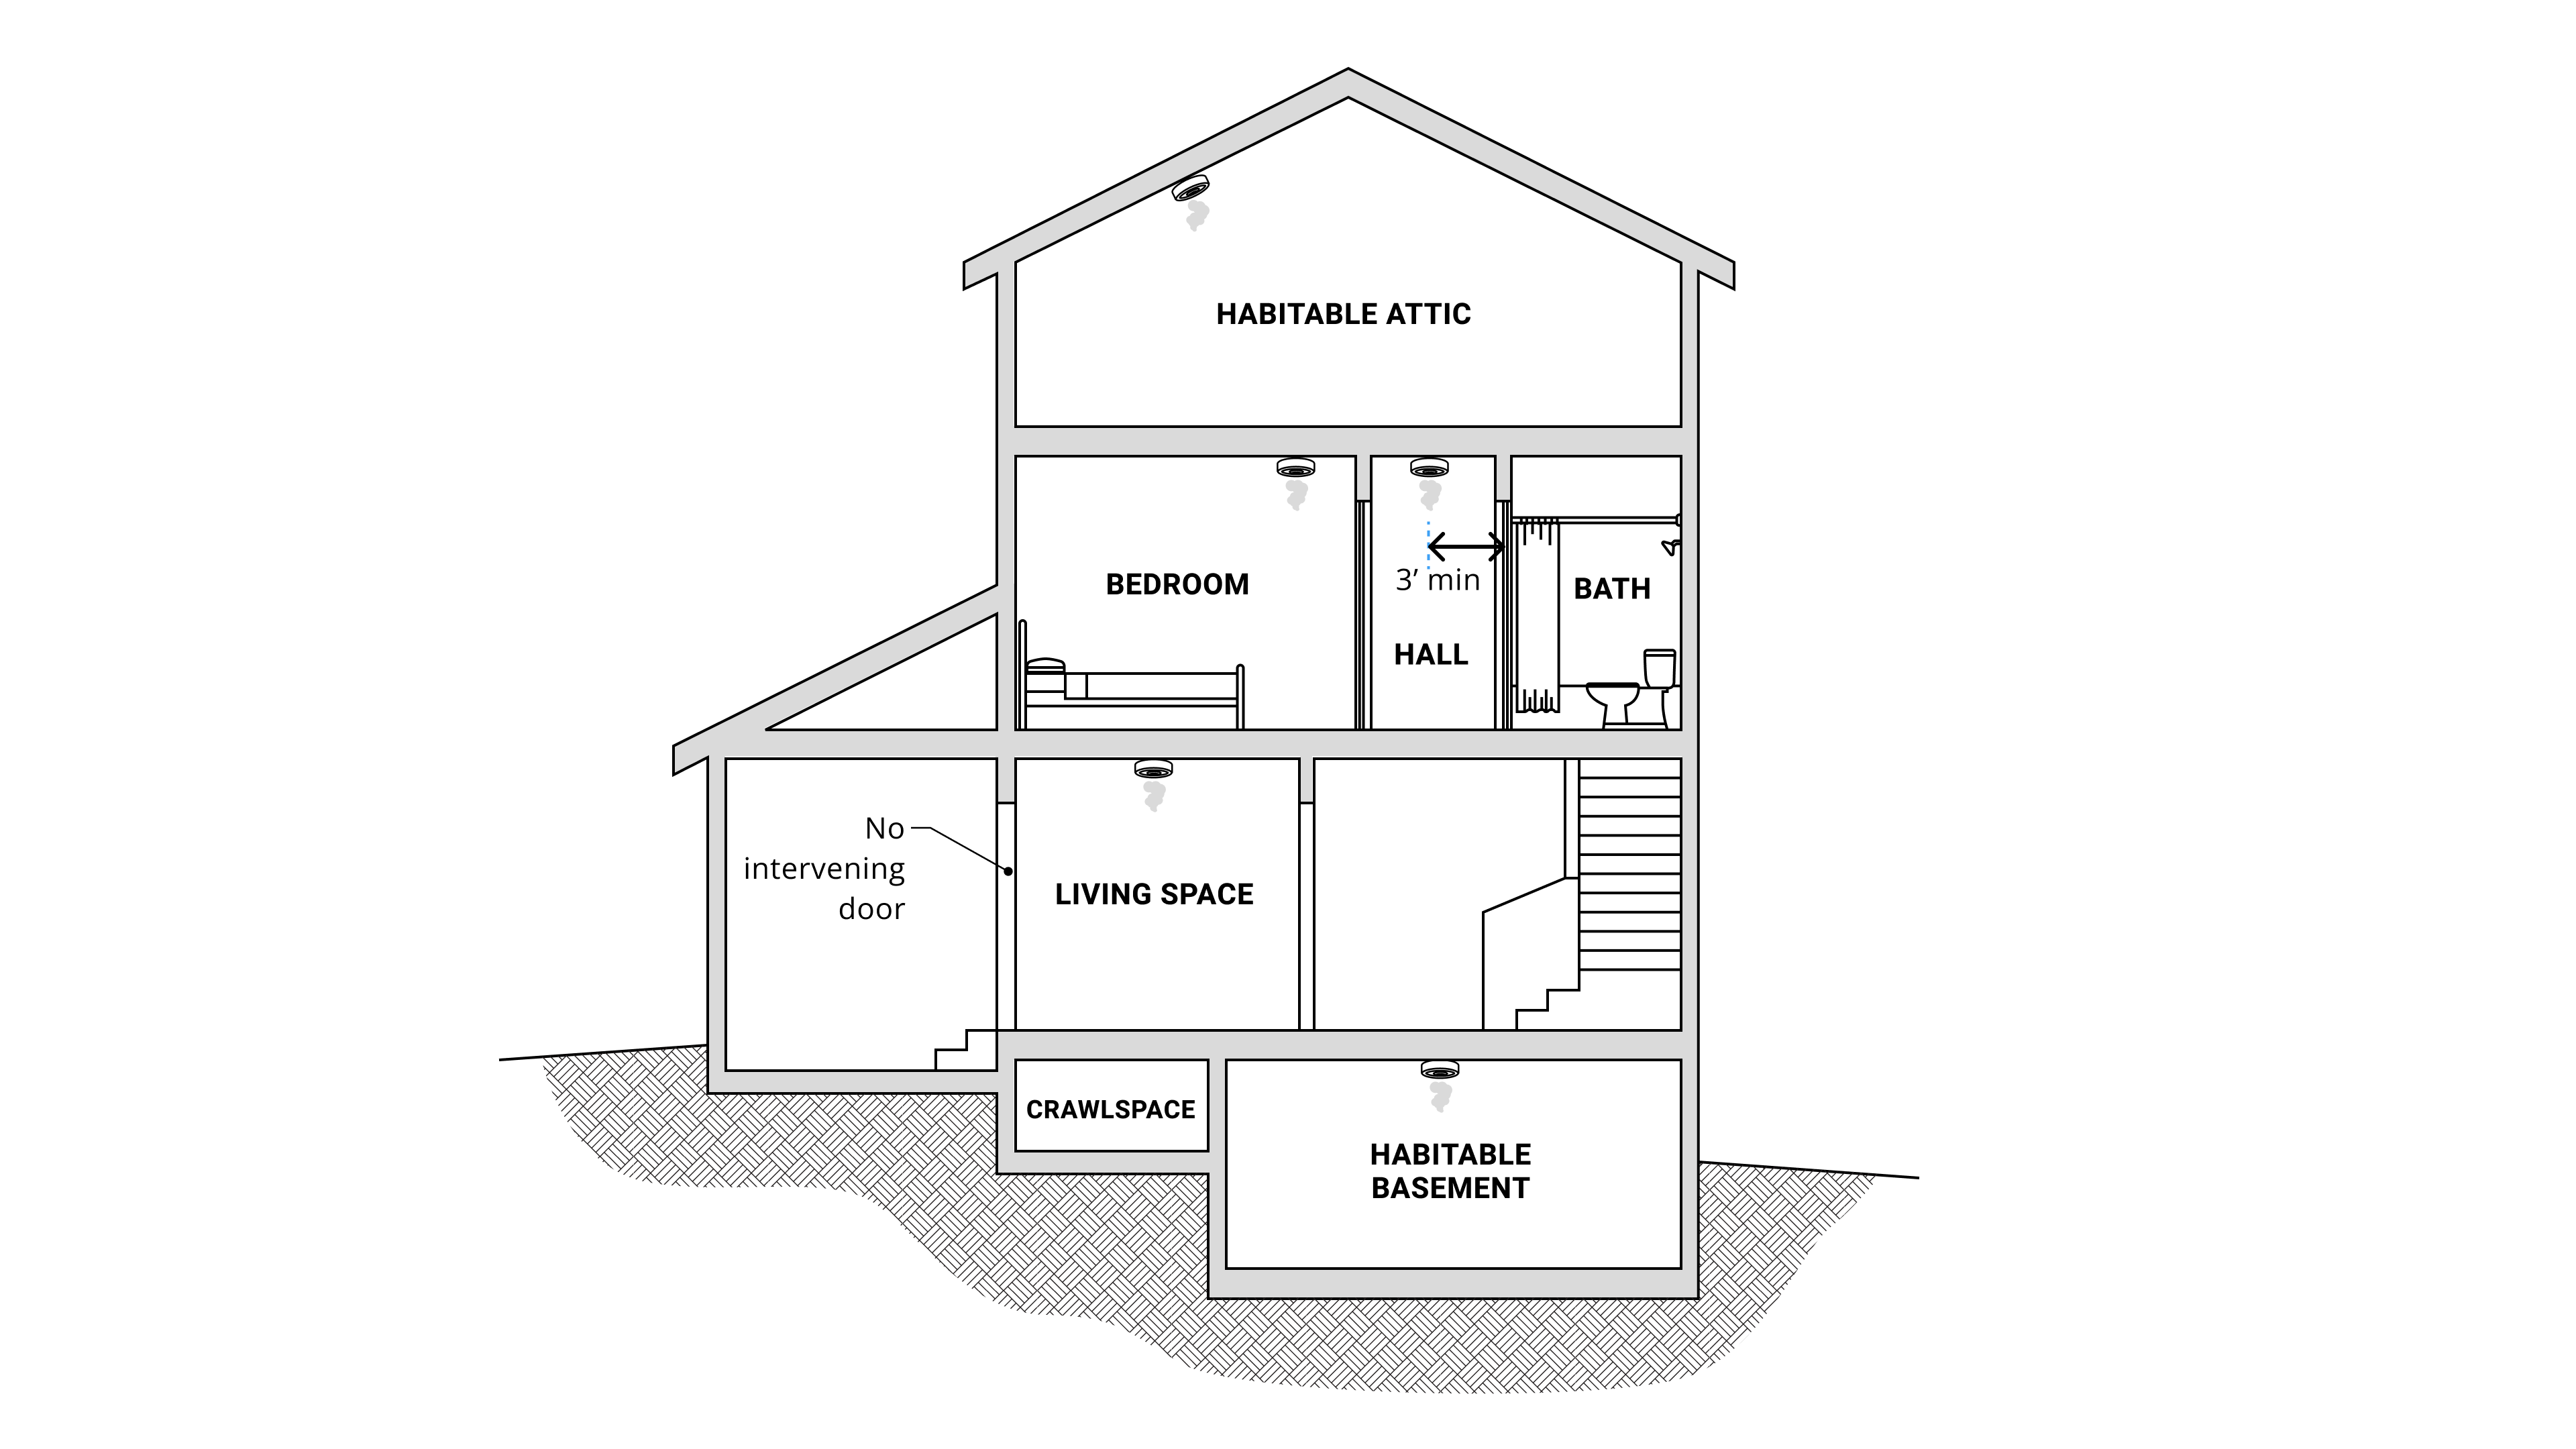 HABITABLE ATTIC
BEDROOM
3’ min
HALL
BATH
No
intervening
door
LIVING SPACE
CRAWLSPACE
HABITABLE
BASEMENT